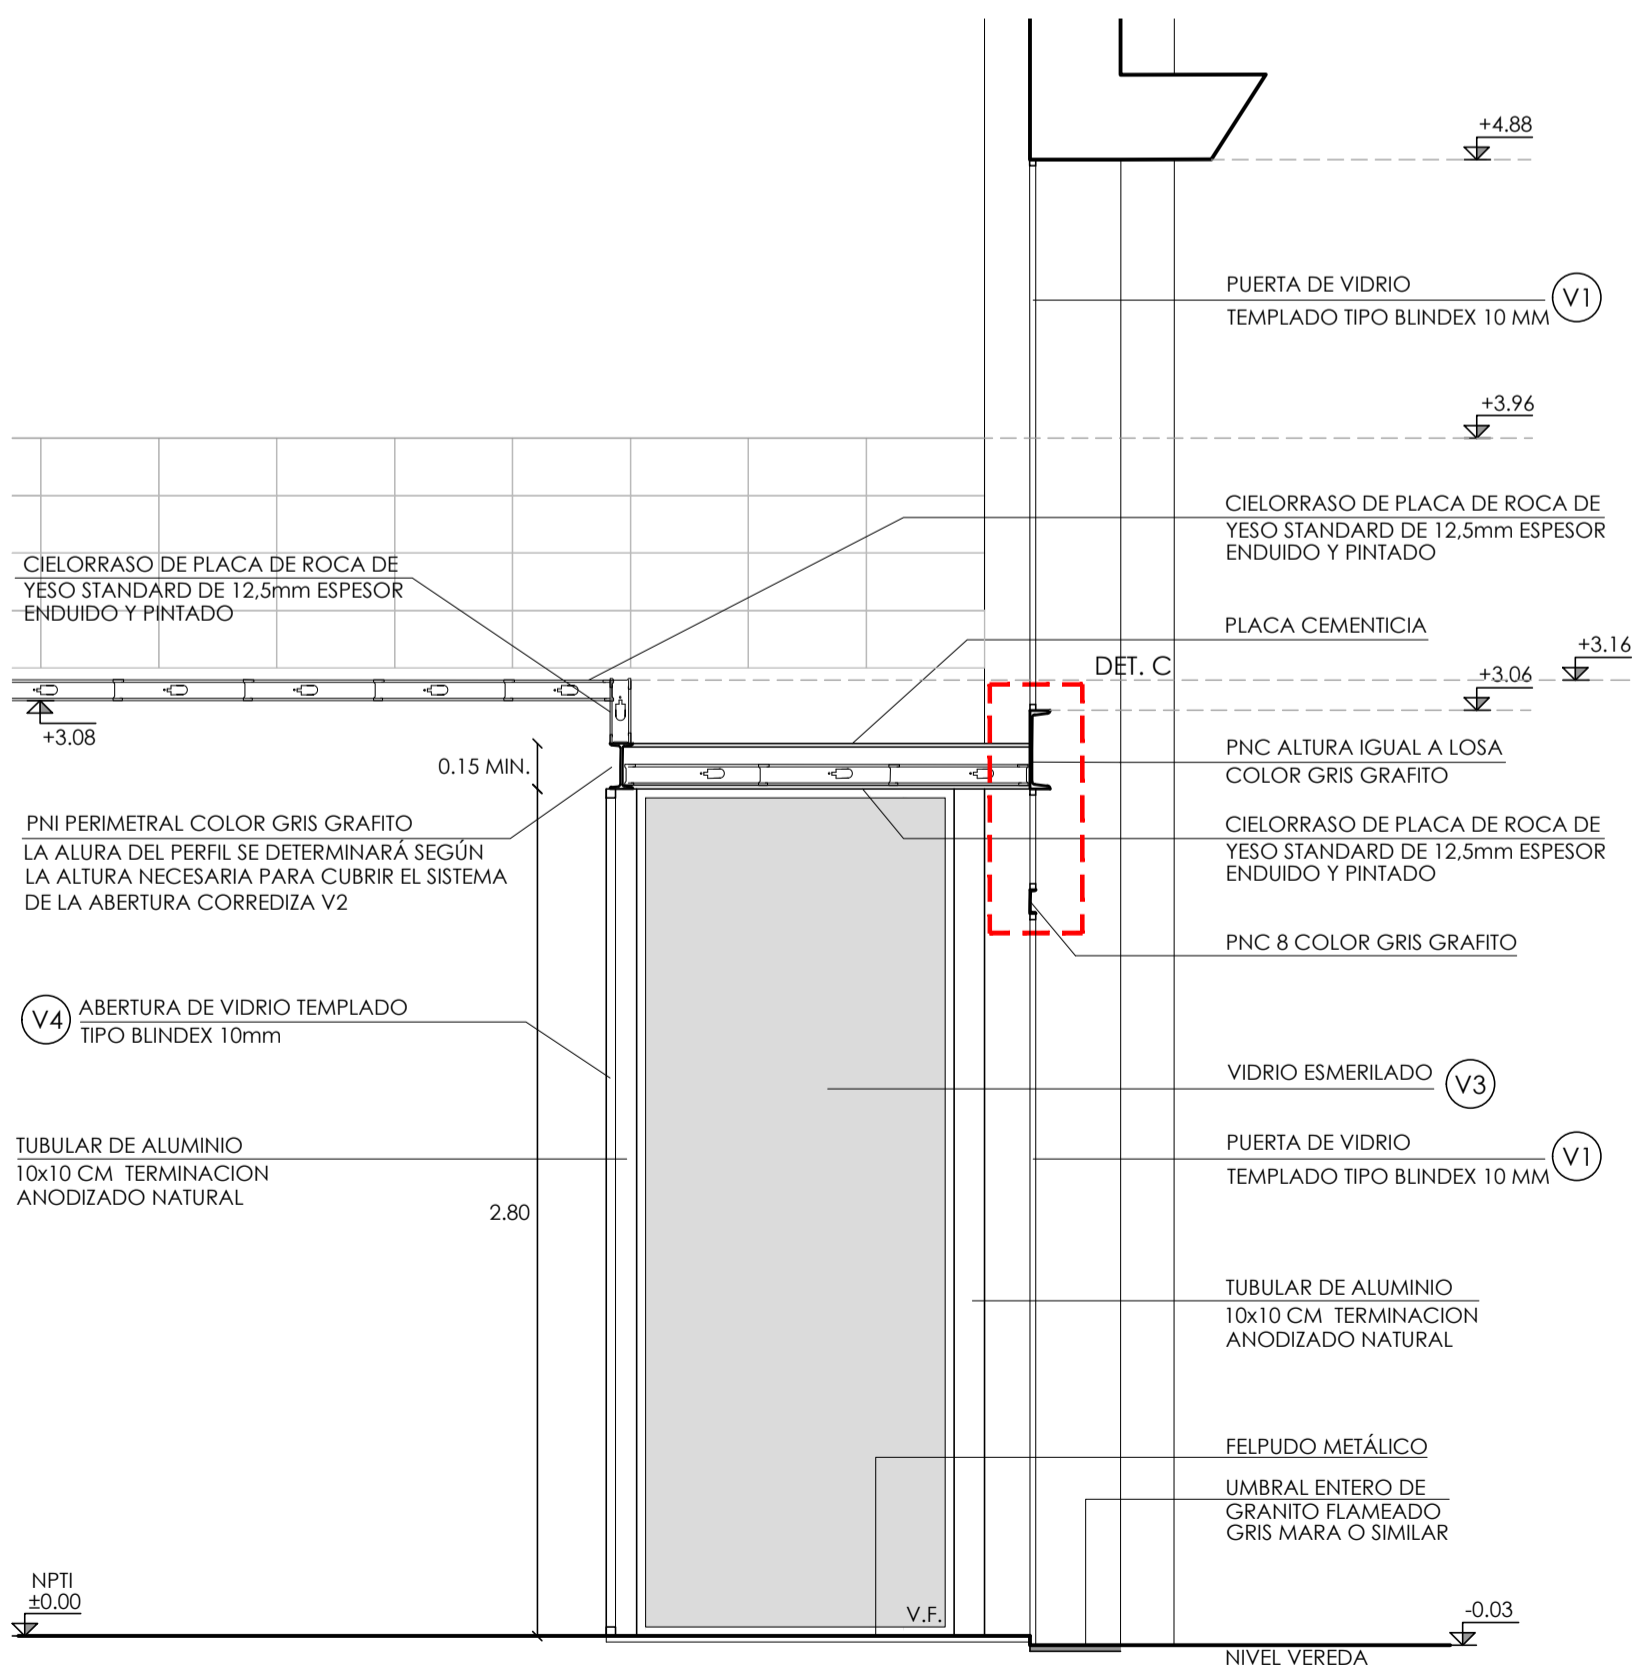 +4.88
PUERTA DE VIDRIO
TEMPLADO TIPO BLINDEX 10 MM
V1
+3.96
CIELORRASO DE PLACA DE ROCA DE
YESO STANDARD DE 12,5mm ESPESOR
ENDUIDO Y PINTADO
CIELORRASO DE PLACA DE ROCA DE
YESO STANDARD DE 12,5mm ESPESOR
ENDUIDO Y PINTADO
PLACA CEMENTICIA
+3.16
DET. C
+3.06
+3.08
0.15 MIN.
PNC ALTURA IGUAL A LOSA
COLOR GRIS GRAFITO
PNI PERIMETRAL COLOR GRIS GRAFITO
LA ALURA DEL PERFIL SE DETERMINARÁ SEGÚN
LA ALTURA NECESARIA PARA CUBRIR EL SISTEMA
DE LA ABERTURA CORREDIZA V2
CIELORRASO DE PLACA DE ROCA DE
YESO STANDARD DE 12,5mm ESPESOR
ENDUIDO Y PINTADO
PNC 8 COLOR GRIS GRAFITO
V4
ABERTURA DE VIDRIO TEMPLADO
TIPO BLINDEX 10mm
VIDRIO ESMERILADO
V3
TUBULAR DE ALUMINIO
10x10 CM  TERMINACION
ANODIZADO NATURAL
PUERTA DE VIDRIO
TEMPLADO TIPO BLINDEX 10 MM
V1
2.80
TUBULAR DE ALUMINIO
10x10 CM  TERMINACION
ANODIZADO NATURAL
FELPUDO METÁLICO
UMBRAL ENTERO DE
GRANITO FLAMEADO
GRIS MARA O SIMILAR
NPTI
±0.00
V.F.
-0.03
NIVEL VEREDA